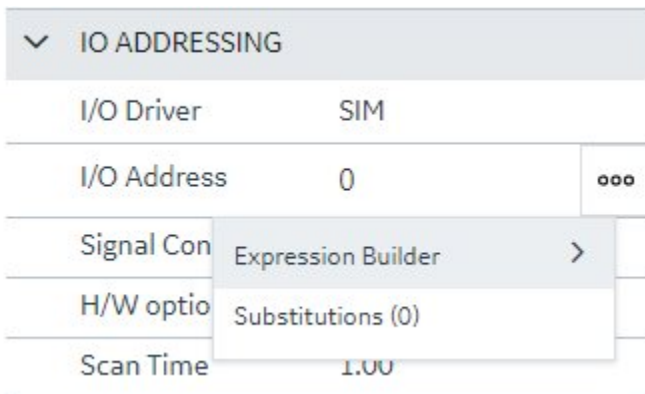 IO ADDRESSING
I/O Driver SIM
I/O Address 0
Signal Con
Expression Builder
H/W optio
Substitutions (0)
Scan Time 1.00